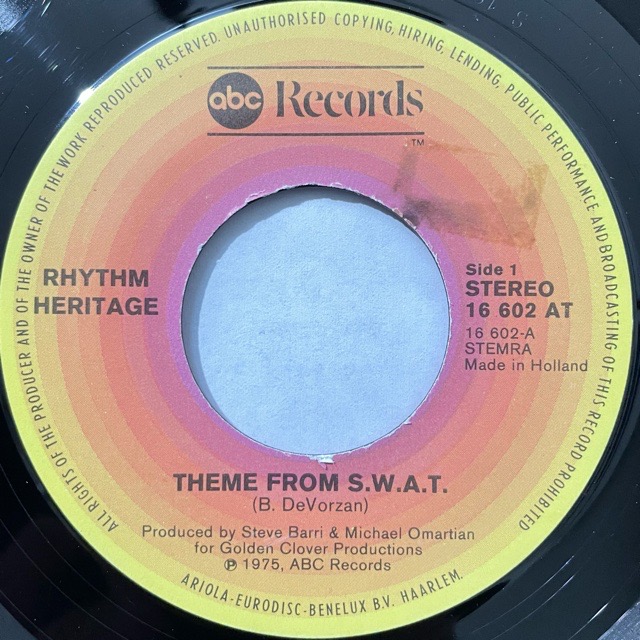 ALL RIGHTS OF THE PRODUCER AND OF THE OWNER OF THE WORK REPRODUCED RESERVED. UNAUTHORISED COPYING, HIRING, LENDING, PUBLIC PERFORMANCE AND BROADCASTING OF THIS RECORD PROHIBITED
abc Records
™
RHYTHM
HERITAGE
Side 1
STEREO
16 602 AT
16 602-A
STEMRA
Made in Holland
THEME FROM S.W.A.T.
(B. DeVorzan)
Produced by Steve Barri & Michael Omartian
for Golden Clover Productions
℗ 1975, ABC Records
ARIOLA-EURODISC-BENELUX B.V. HAARLEM.